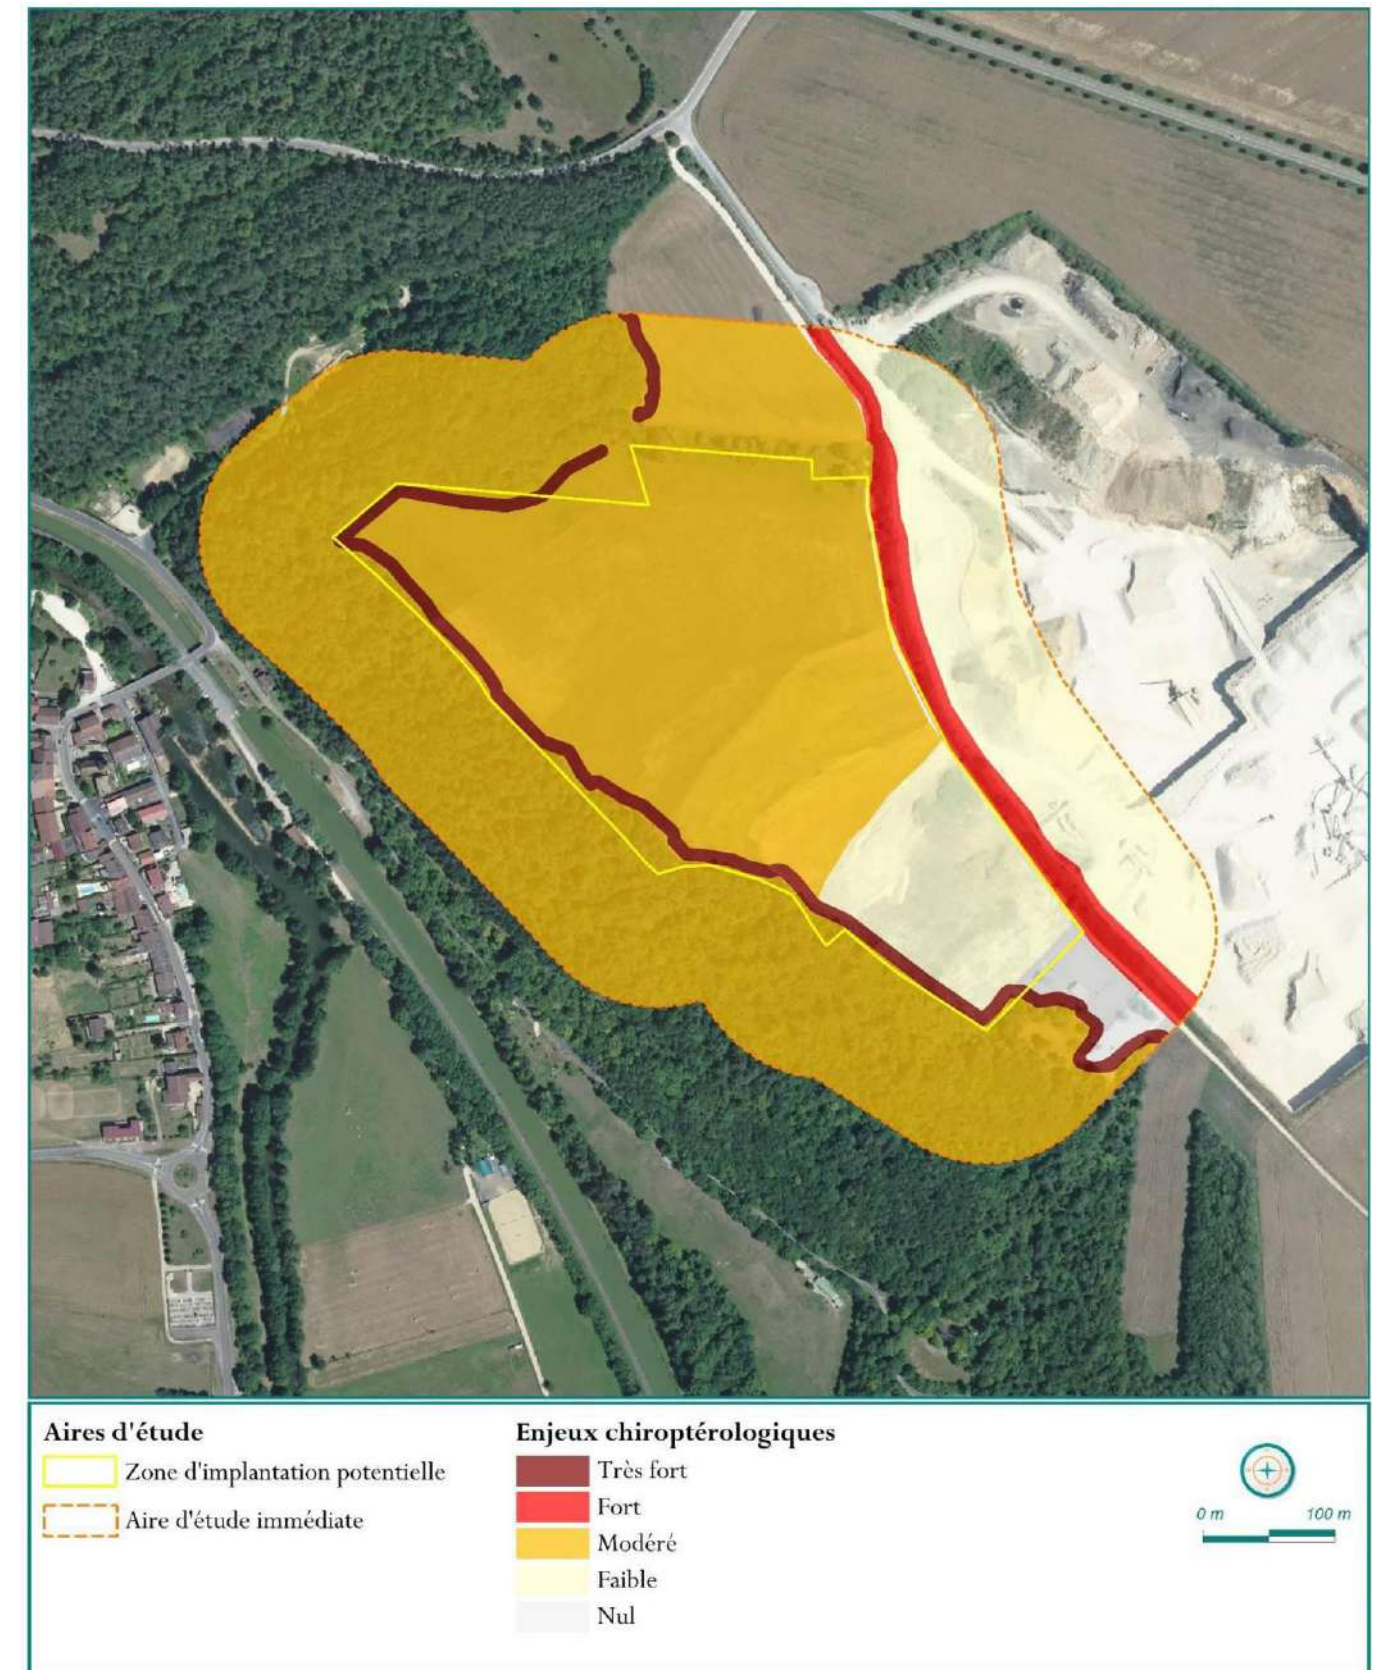 Aires d'étude
Zone d'implantation potentielle
Aire d'étude immédiate
Enjeux chiroptérologiques
Très fort
Fort
Modéré
Faible
Nul
0 m 100 m